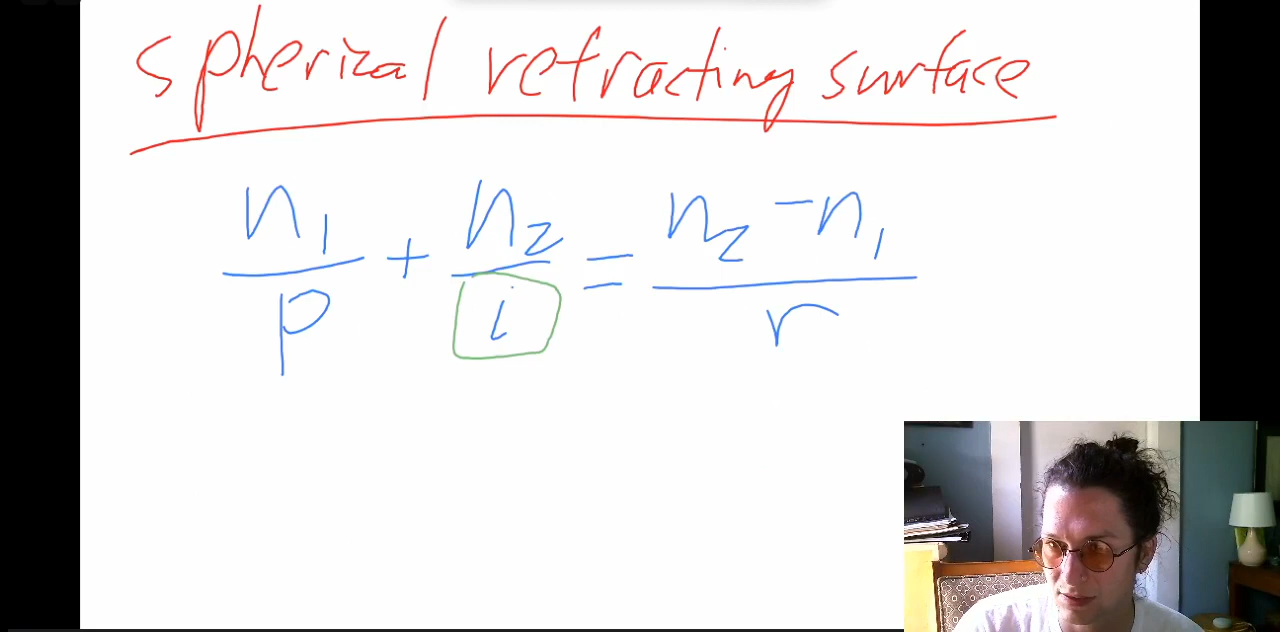 spherical refracting surface
n₁/p + n₂/i = n₂-n₁/r